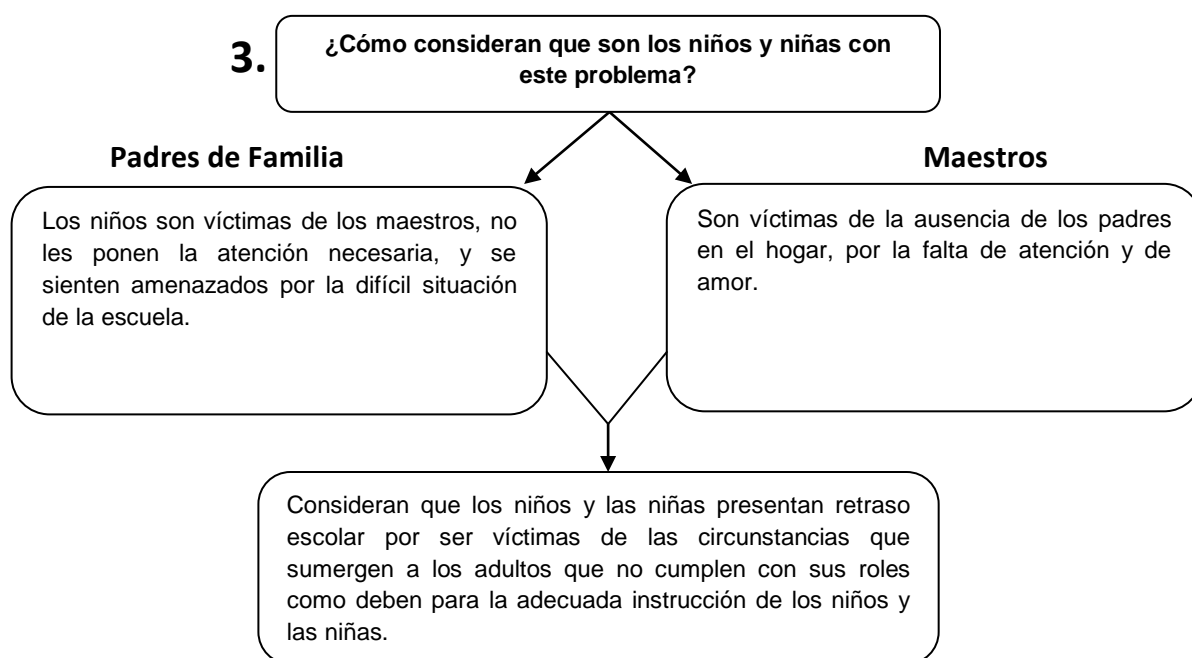 3.
¿Cómo consideran que son los niños y niñas con
este problema?
Padres de Familia
Los niños son víctimas de los maestros, no
les ponen la atención necesaria, y se
sienten amenazados por la difícil situación
de la escuela.
Maestros
Son víctimas de la ausencia de los padres
en el hogar, por la falta de atención y de
amor.
Consideran que los niños y las niñas presentan retraso
escolar por ser víctimas de las circunstancias que
sumergen a los adultos que no cumplen con sus roles
como deben para la adecuada instrucción de los niños y
las niñas.